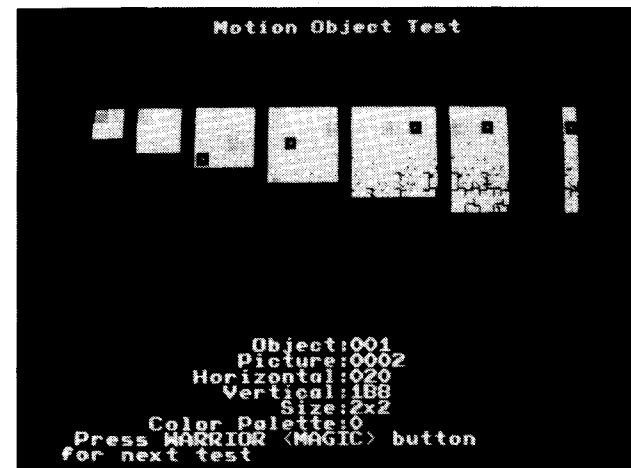 Motion Object Test
Object:001
Picture:0002
Horizontal:020
Vertical:1B8
Size:2x2
Color Palette:0
Press WARRIOR <MAGIC> button
for next test